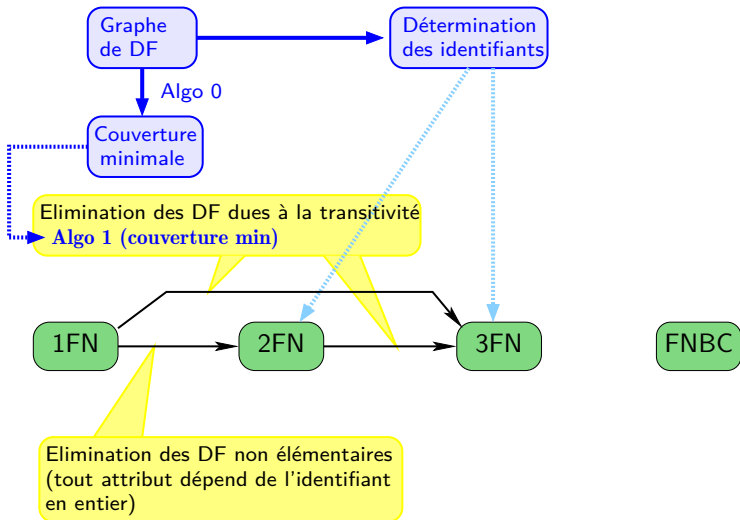 Graphe
de DF
Détermination
des identifiants
Algo 0
Couverture
minimale
Elimination des DF dues à la transitivité
Algo 1 (couverture min)
1FN
2FN
3FN
FNBC
Elimination des DF non élémentaires
(tout attribut dépend de l'identifiant
en entier)